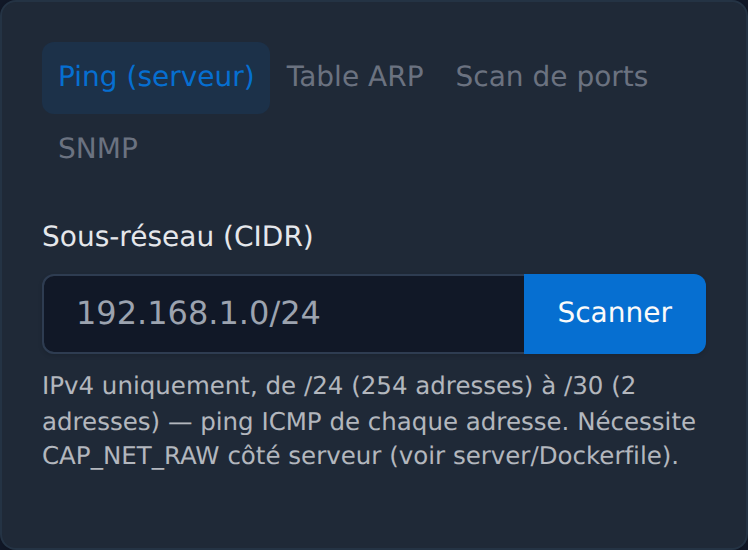 Ping (serveur) Table ARP Scan de ports
SNMP
Sous-réseau (CIDR)
192.168.1.0/24 Scanner
IPv4 uniquement, de /24 (254 adresses) à /30 (2
adresses) — ping ICMP de chaque adresse. Nécessite
CAP_NET_RAW côté serveur (voir server/Dockerfile).